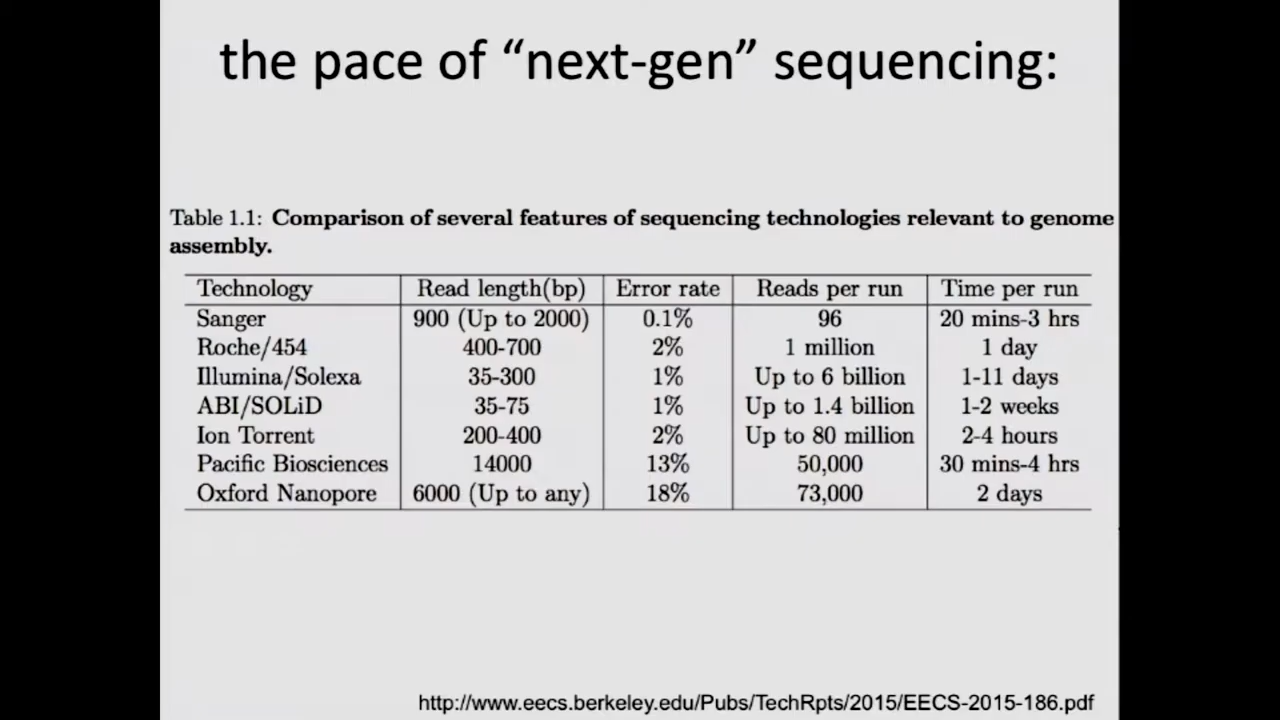 the pace of “next-gen” sequencing:
Table 1.1: Comparison of several features of sequencing technologies relevant to genome
assembly.
Technology Read length(bp) Error rate Reads per run Time per run
Sanger 900 (Up to 2000) 0.1% 96 20 mins-3 hrs
Roche/454 400-700 2% 1 million 1 day
Illumina/Solexa 35-300 1% Up to 6 billion 1-11 days
ABI/SOLiD 35-75 1% Up to 1.4 billion 1-2 weeks
Ion Torrent 200-400 2% Up to 80 million 2-4 hours
Pacific Biosciences 14000 13% 50,000 30 mins-4 hrs
Oxford Nanopore 6000 (Up to any) 18% 73,000 2 days
http://www.eecs.berkeley.edu/Pubs/TechRpts/2015/EECS-2015-186.pdf